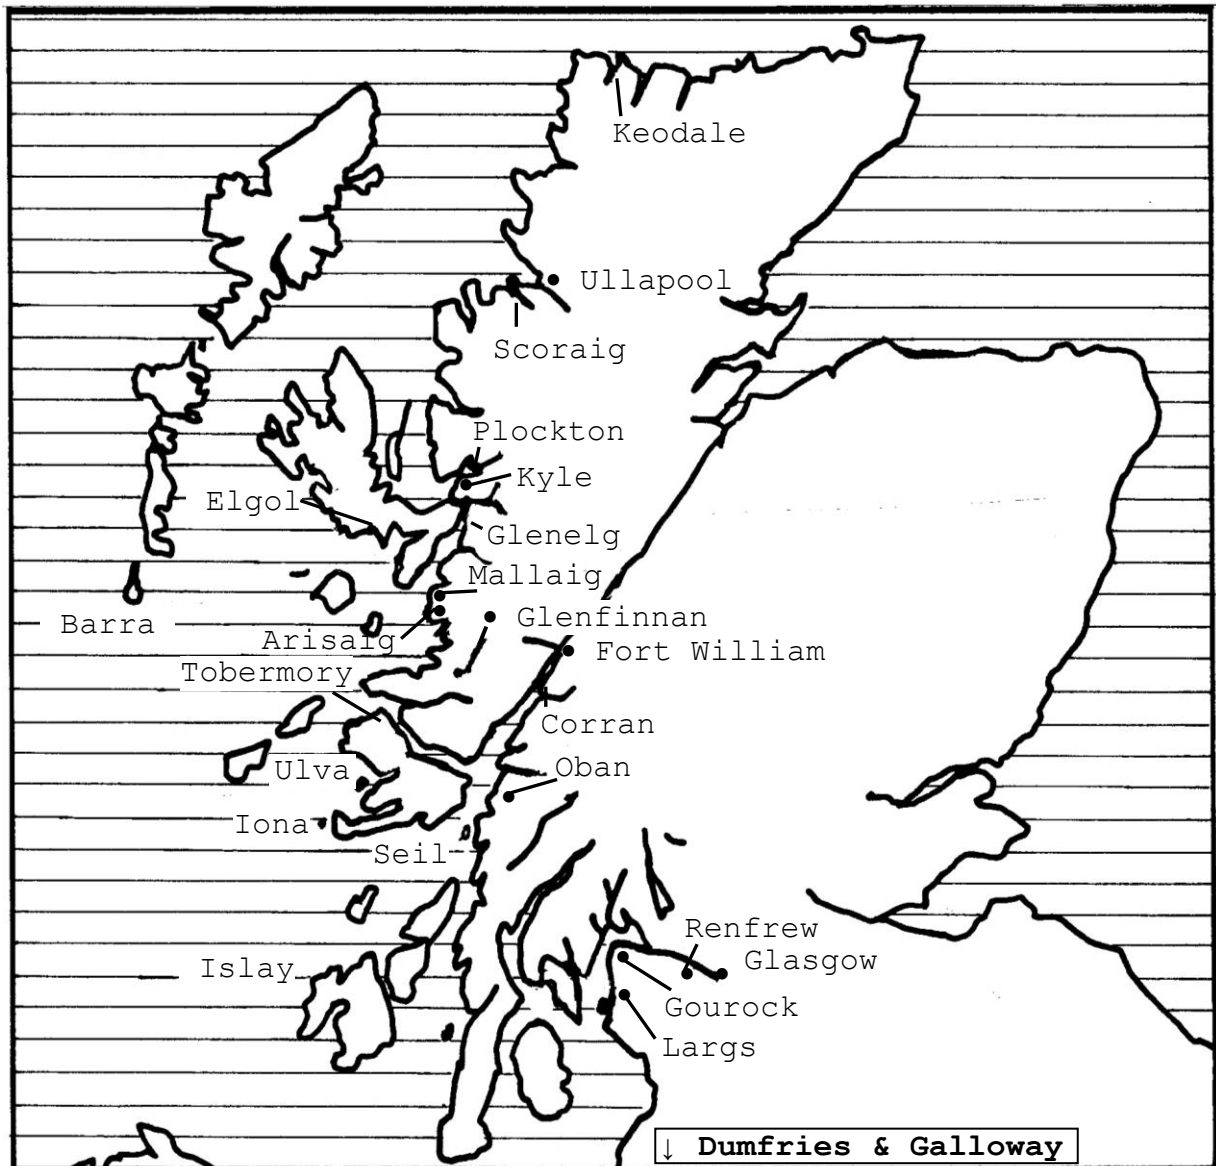 Keodale
Ullapool
Scoraig
Plockton
Kyle
Elgol
Glenelg
Mallaig
Glenfinnan
Barra
Arisaig
Fort William
Tobermory
Corran
Oban
Ulva
Iona
Seil
Renfrew
Glasgow
Islay
Gourock
Largs
↓ Dumfries & Galloway